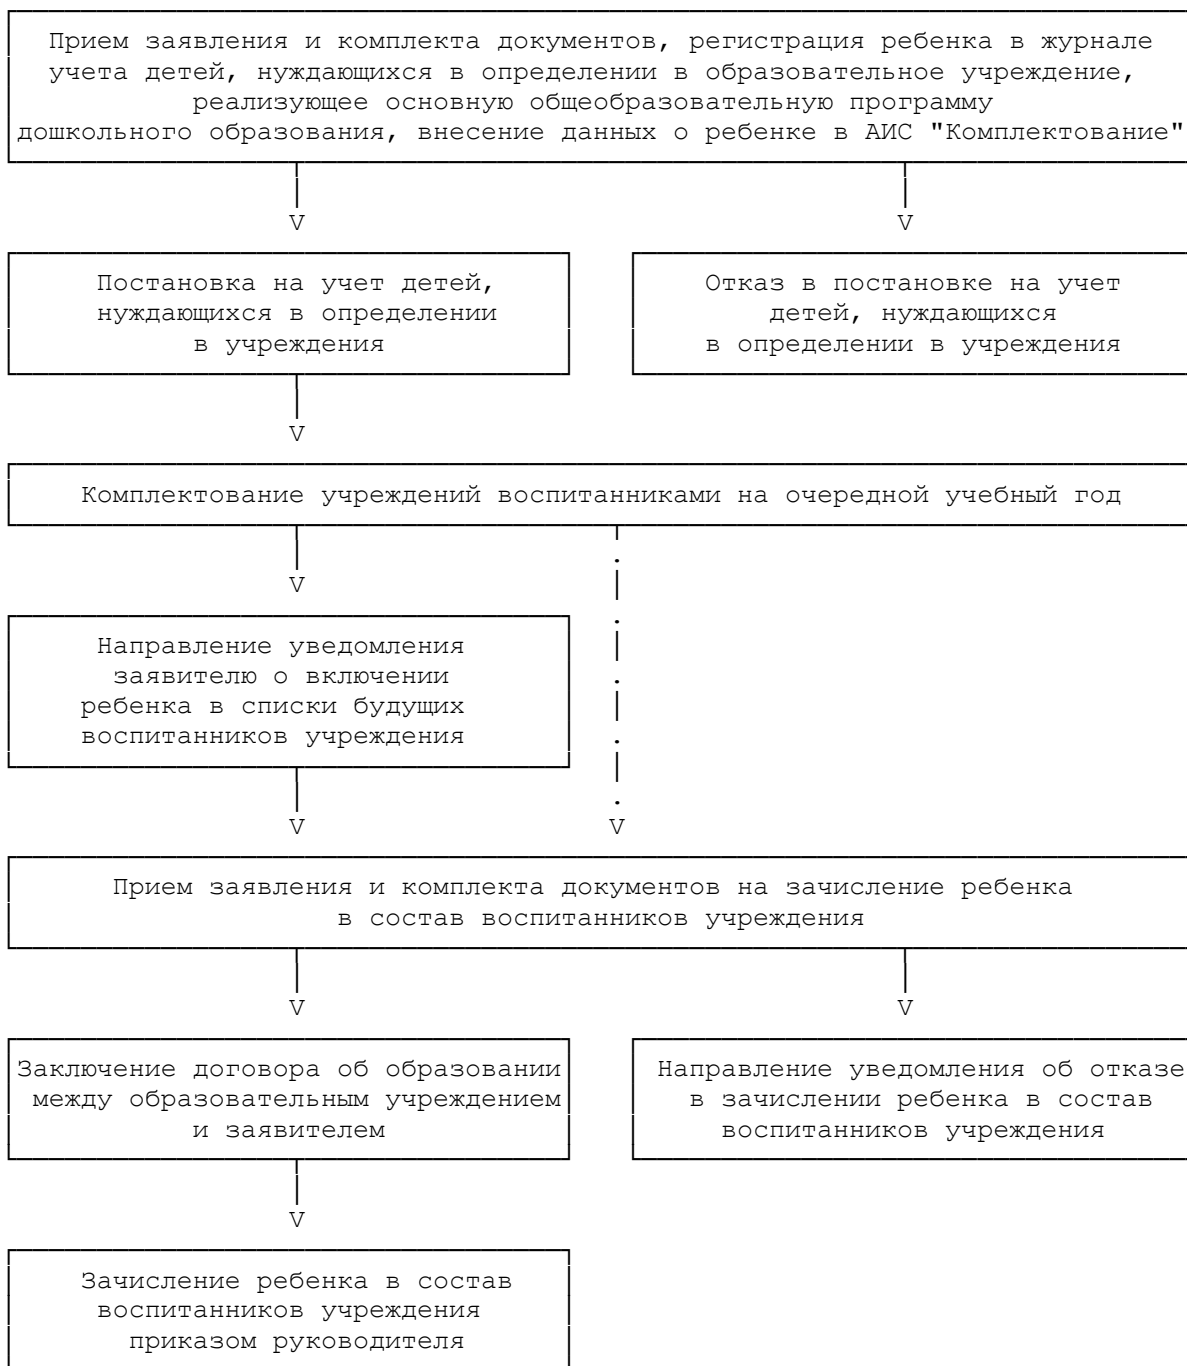 Прием заявления и комплекта документов, регистрация ребенка в журнале
учета детей, нуждающихся в определении в образовательное учреждение,
реализующее основную общеобразовательную программу
дошкольного образования, внесение данных о ребенке в АИС "Комплектование"
Постановка на учет детей,
нуждающихся в определении
в учреждения
Отказ в постановке на учет
детей, нуждающихся
в определении в учреждения
Комплектование учреждений воспитанниками на очередной учебный год
Направление уведомления
заявителю о включении
ребенка в списки будущих
воспитанников учреждения
Прием заявления и комплекта документов на зачисление ребенка
в состав воспитанников учреждения
Заключение договора об образовании
между образовательным учреждением
и заявителем
Направление уведомления об отказе
в зачислении ребенка в состав
воспитанников учреждения
Зачисление ребенка в состав
воспитанников учреждения
приказом руководителя